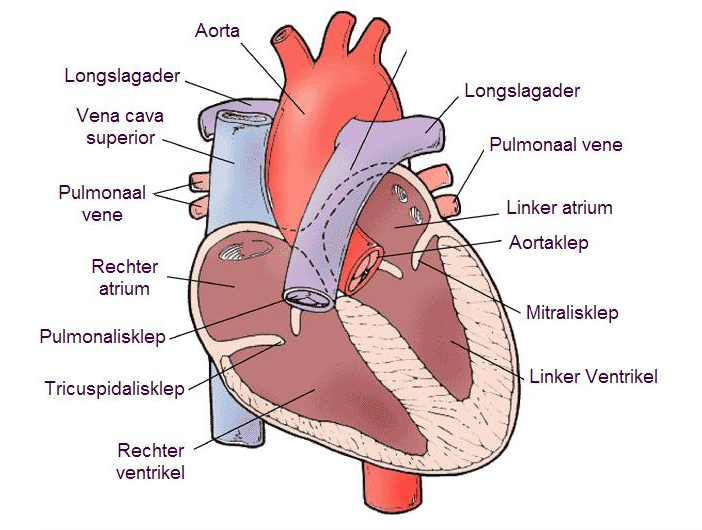 Aorta
Longslagader
Vena cava
superior
Pulmonaal
vene
Rechter
atrium
Pulmonalisklep
Tricuspidalisklep
Rechter
ventrikel
Longslagader
Pulmonaal vene
Linker atrium
Aortaklep
Mitralisklep
Linker Ventrikel